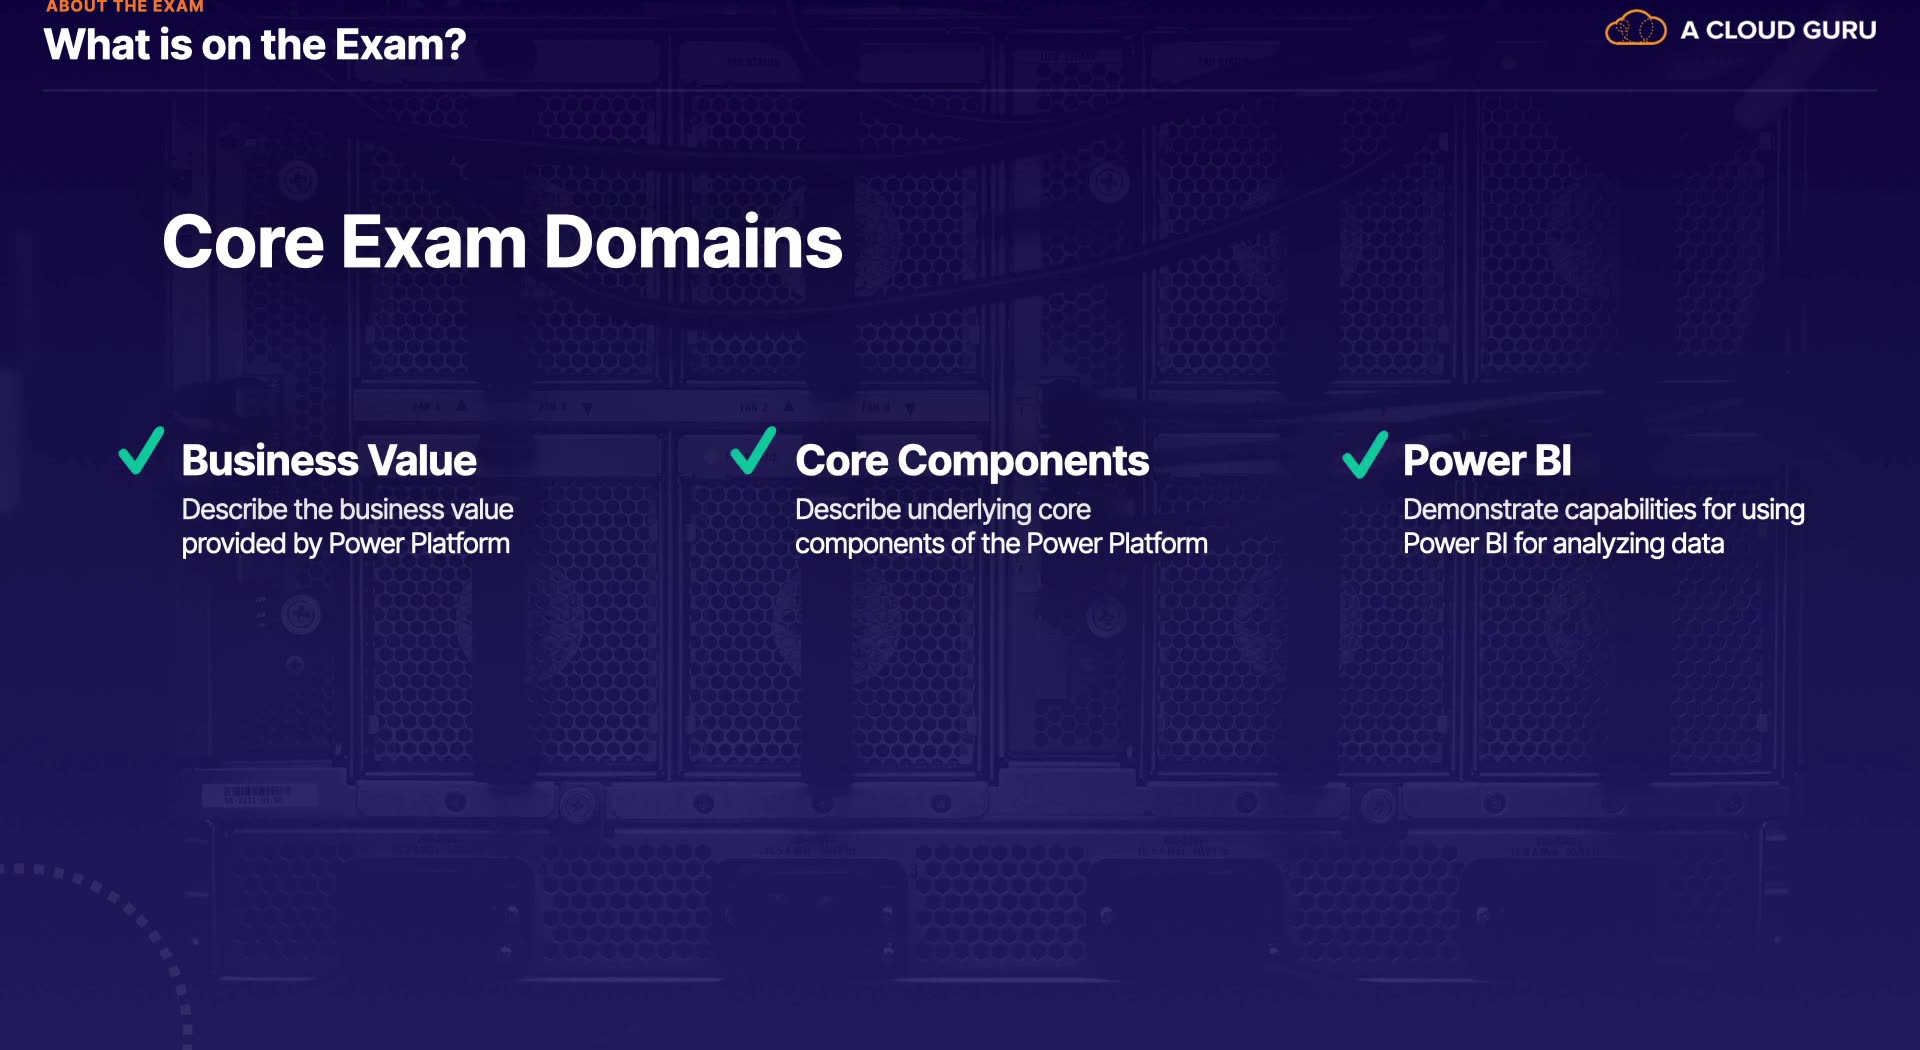 ABOUT THE EXAM
What is on the Exam?
A CLOUD GURU
Core Exam Domains
Business Value
Describe the business value
provided by Power Platform
Core Components
Describe underlying core
components of the Power Platform
Power BI
Demonstrate capabilities for using
Power BI for analyzing data